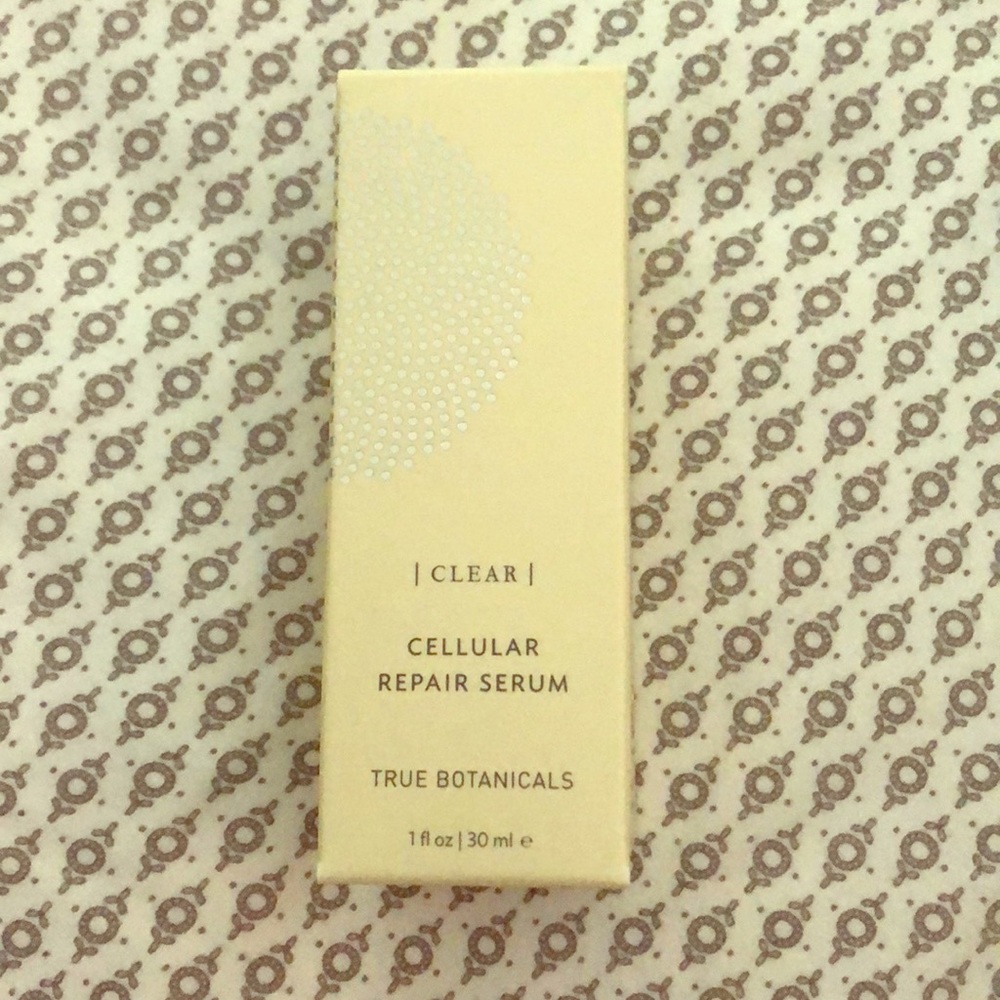 | CLEAR |
CELLULAR
REPAIR SERUM
TRUE BOTANICALS
1 fl oz | 30 ml ℮